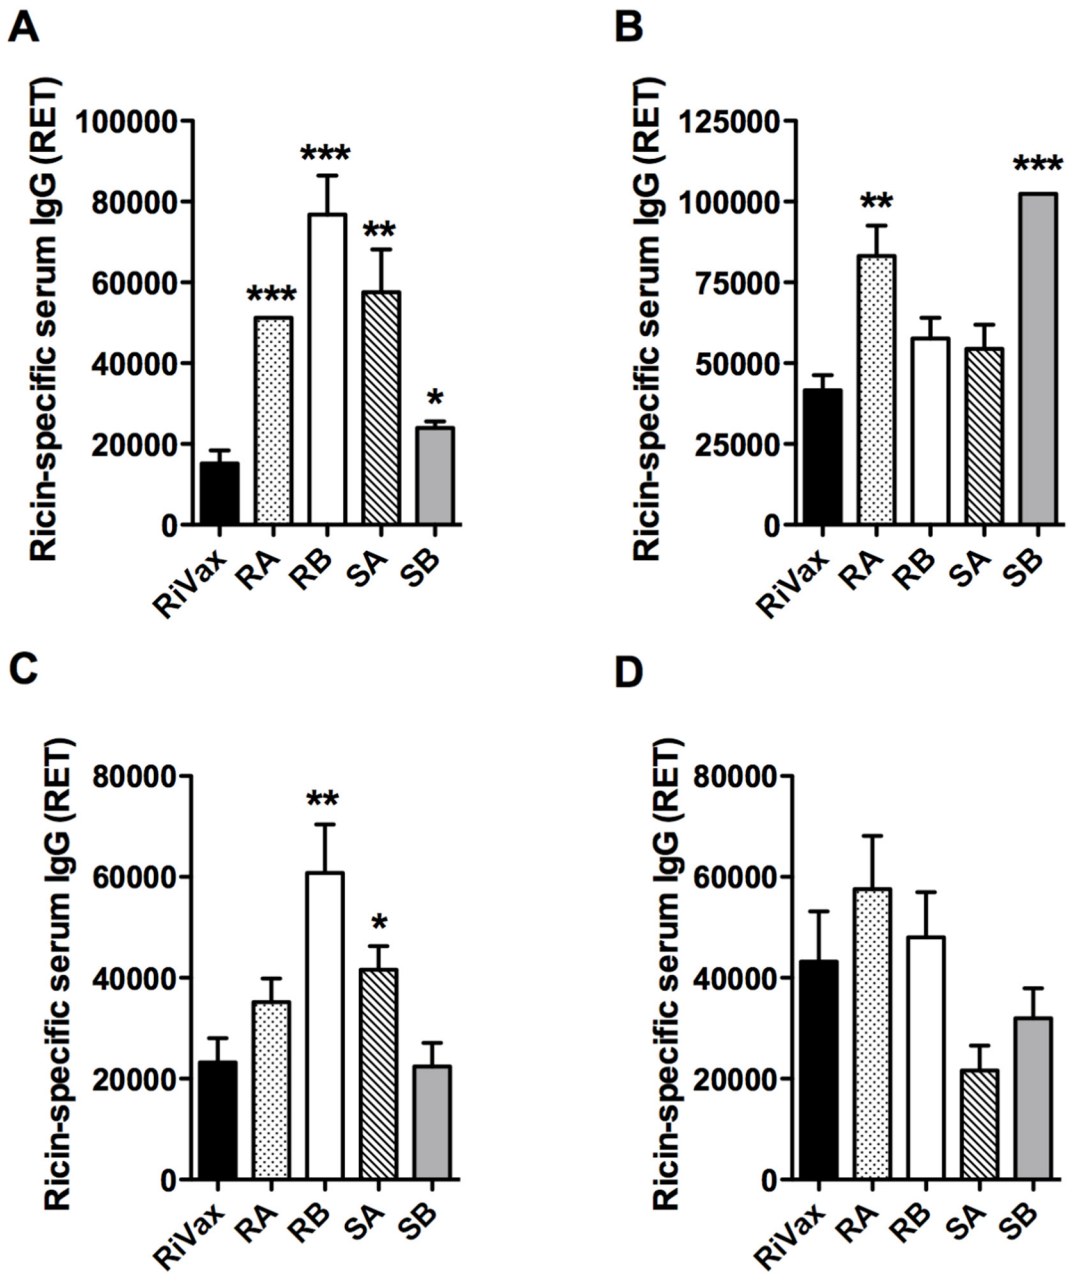 A
Ricin-specific serum IgG (RET)
100000
80000
60000
40000
20000
0
***
***
**
*
RiVax
RA
RB
SA
SB
B
Ricin-specific serum IgG (RET)
125000
100000
75000
50000
25000
0
**
***
RiVax
RA
RB
SA
SB
C
Ricin-specific serum IgG (RET)
80000
60000
40000
20000
0
**
*
RiVax
RA
RB
SA
SB
D
Ricin-specific serum IgG (RET)
80000
60000
40000
20000
0
RiVax
RA
RB
SA
SB